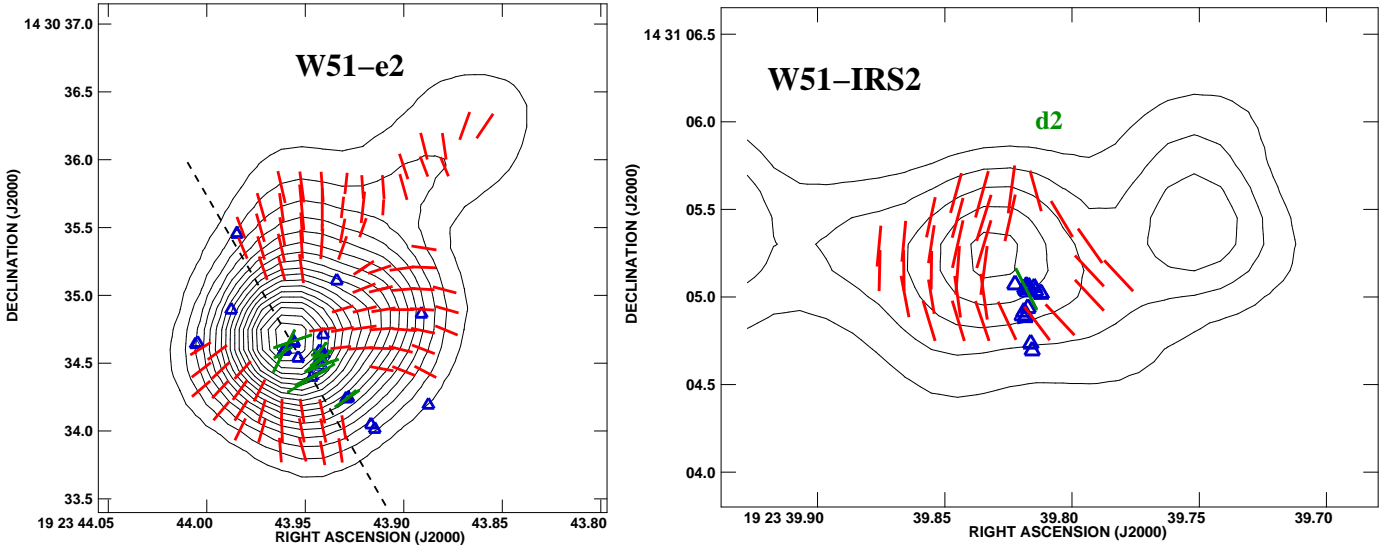 W51−e2
DECLINATION (J2000)
14 30 37.0
36.5
36.0
35.5
35.0
34.5
34.0
33.5
19 23 44.05
44.00
43.95
43.90
43.85
43.80
RIGHT ASCENSION (J2000)
W51−IRS2
d2
DECLINATION (J2000)
14 31 06.5
06.0
05.5
05.0
04.5
04.0
19 23 39.90
39.85
39.80
39.75
39.70
RIGHT ASCENSION (J2000)